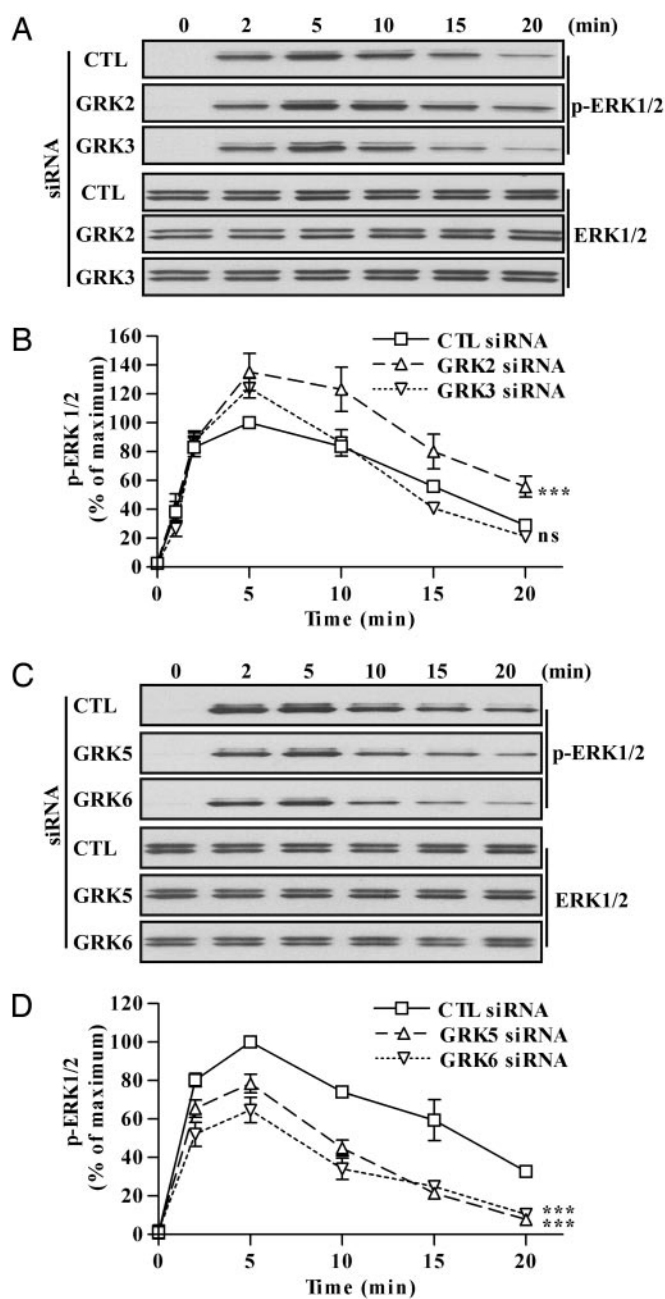 A
0 2 5 10 15 20 (min)
CTL
GRK2
GRK3
p-ERK1/2
siRNA
CTL
GRK2
GRK3
ERK1/2
B
160
140
120
100
80
60
40
20
0
p-ERK 1/2
(% of maximum)
CTL siRNA
GRK2 siRNA
GRK3 siRNA
***
ns
0 5 10 15 20
Time (min)
C
0 2 5 10 15 20 (min)
CTL
GRK5
GRK6
p-ERK1/2
siRNA
CTL
GRK5
GRK6
ERK1/2
D
120
100
80
60
40
20
0
p-ERK1/2
(% of maximum)
CTL siRNA
GRK5 siRNA
GRK6 siRNA
***
***
0 5 10 15 20
Time (min)